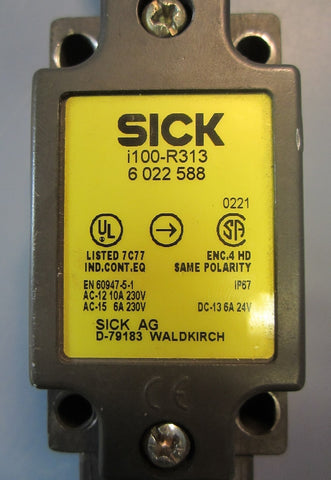 SICK
i100-R313
6 022 588
0221
UL SA
LISTED 7C77 ENC.4 HD
IND.CONT.EQ SAME POLARITY
EN 60947-5-1 IP67
AC-12 10A 230V
AC-15 6A 230V DC-13 6A 24V
SICK AG
D-79183 WALDKIRCH
CE